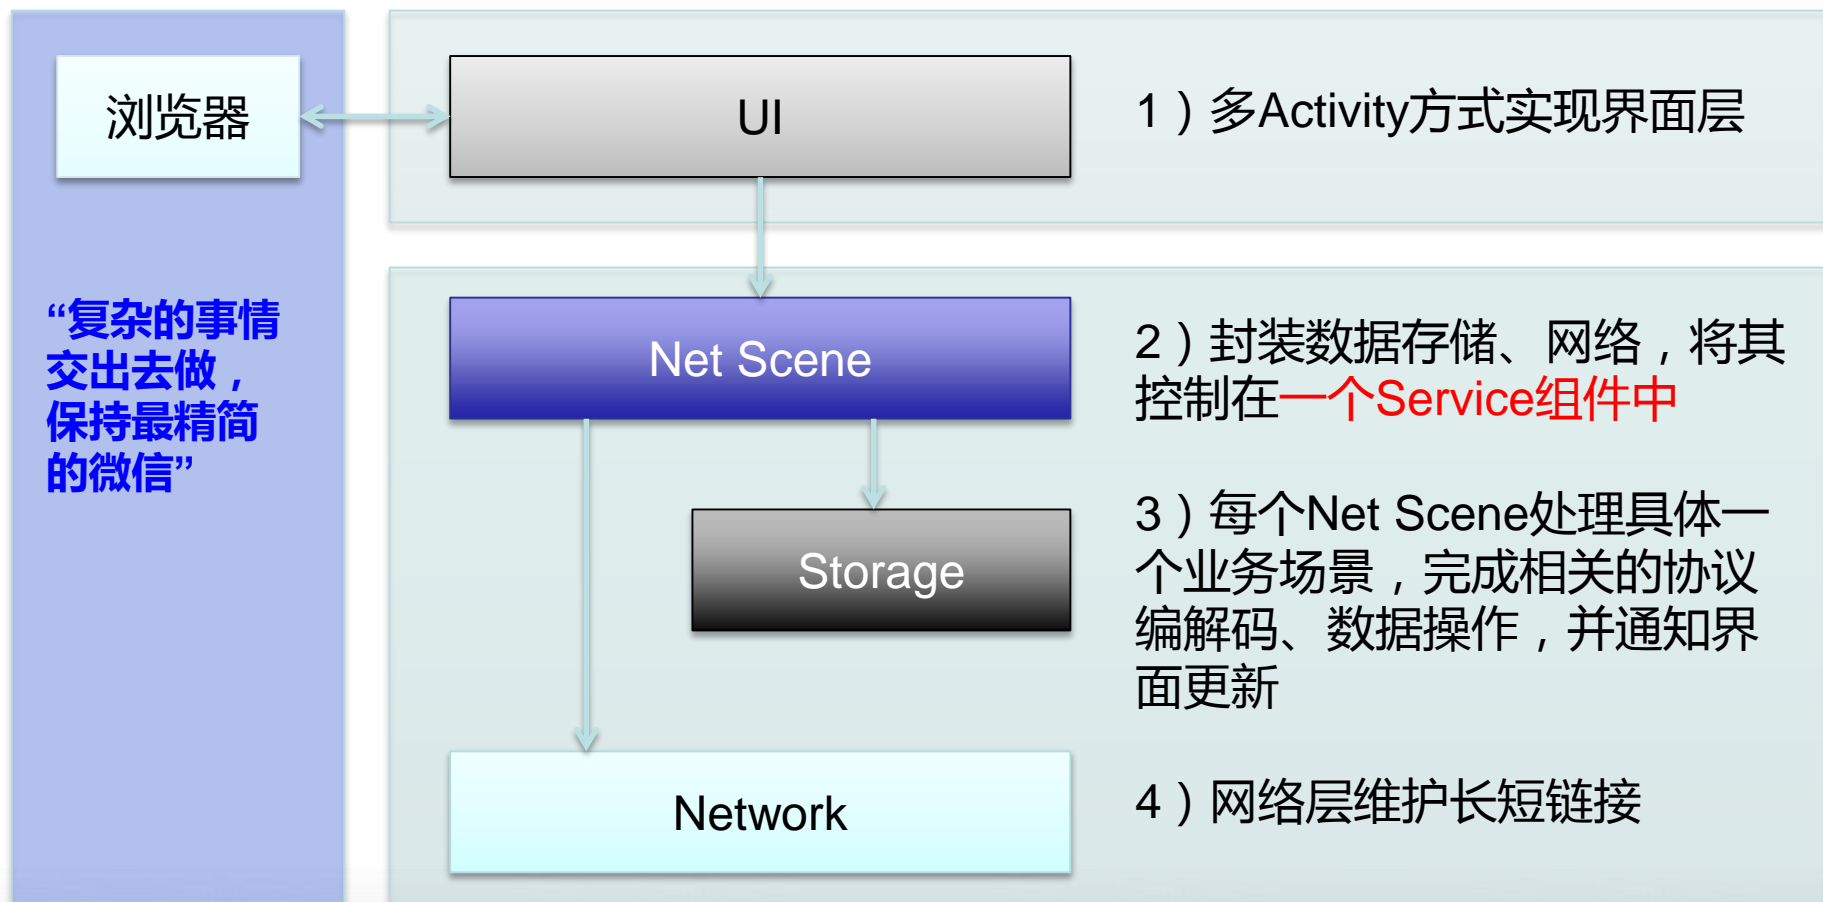 浏览器
UI
1）多Activity方式实现界面层
“复杂的事情
交出去做，
保持最精简
的微信”
Net Scene
2）封装数据存储、网络，将其
控制在一个Service组件中
Storage
3）每个Net Scene处理具体一
个业务场景，完成相关的协议
编解码、数据操作，并通知界
面更新
Network
4）网络层维护长短链接